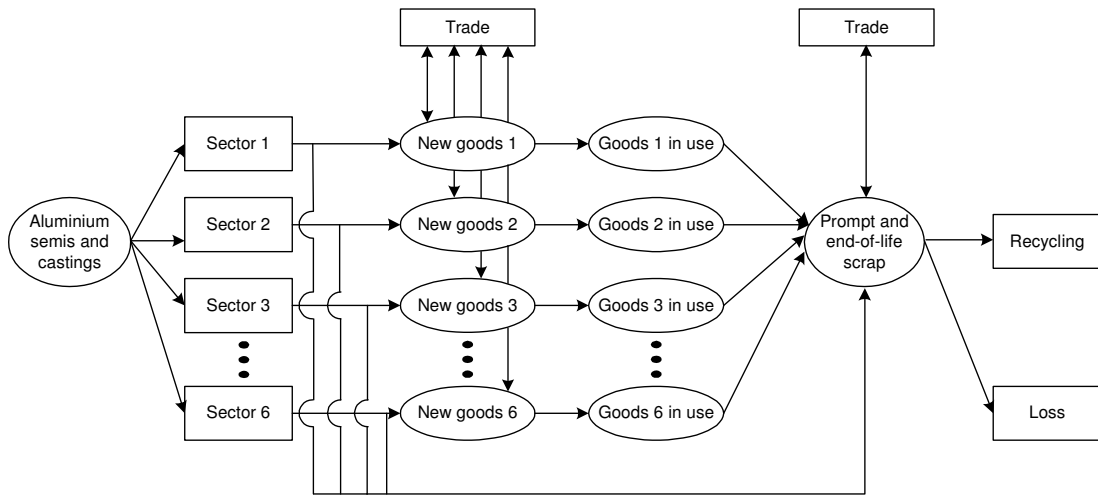 Trade
Trade
Sector 1
New goods 1
Goods 1 in use
Aluminium
semis and
castings
Sector 2
New goods 2
Goods 2 in use
Prompt and
end-of-life
scrap
Recycling
Sector 3
New goods 3
Goods 3 in use
Sector 6
New goods 6
Goods 6 in use
Loss